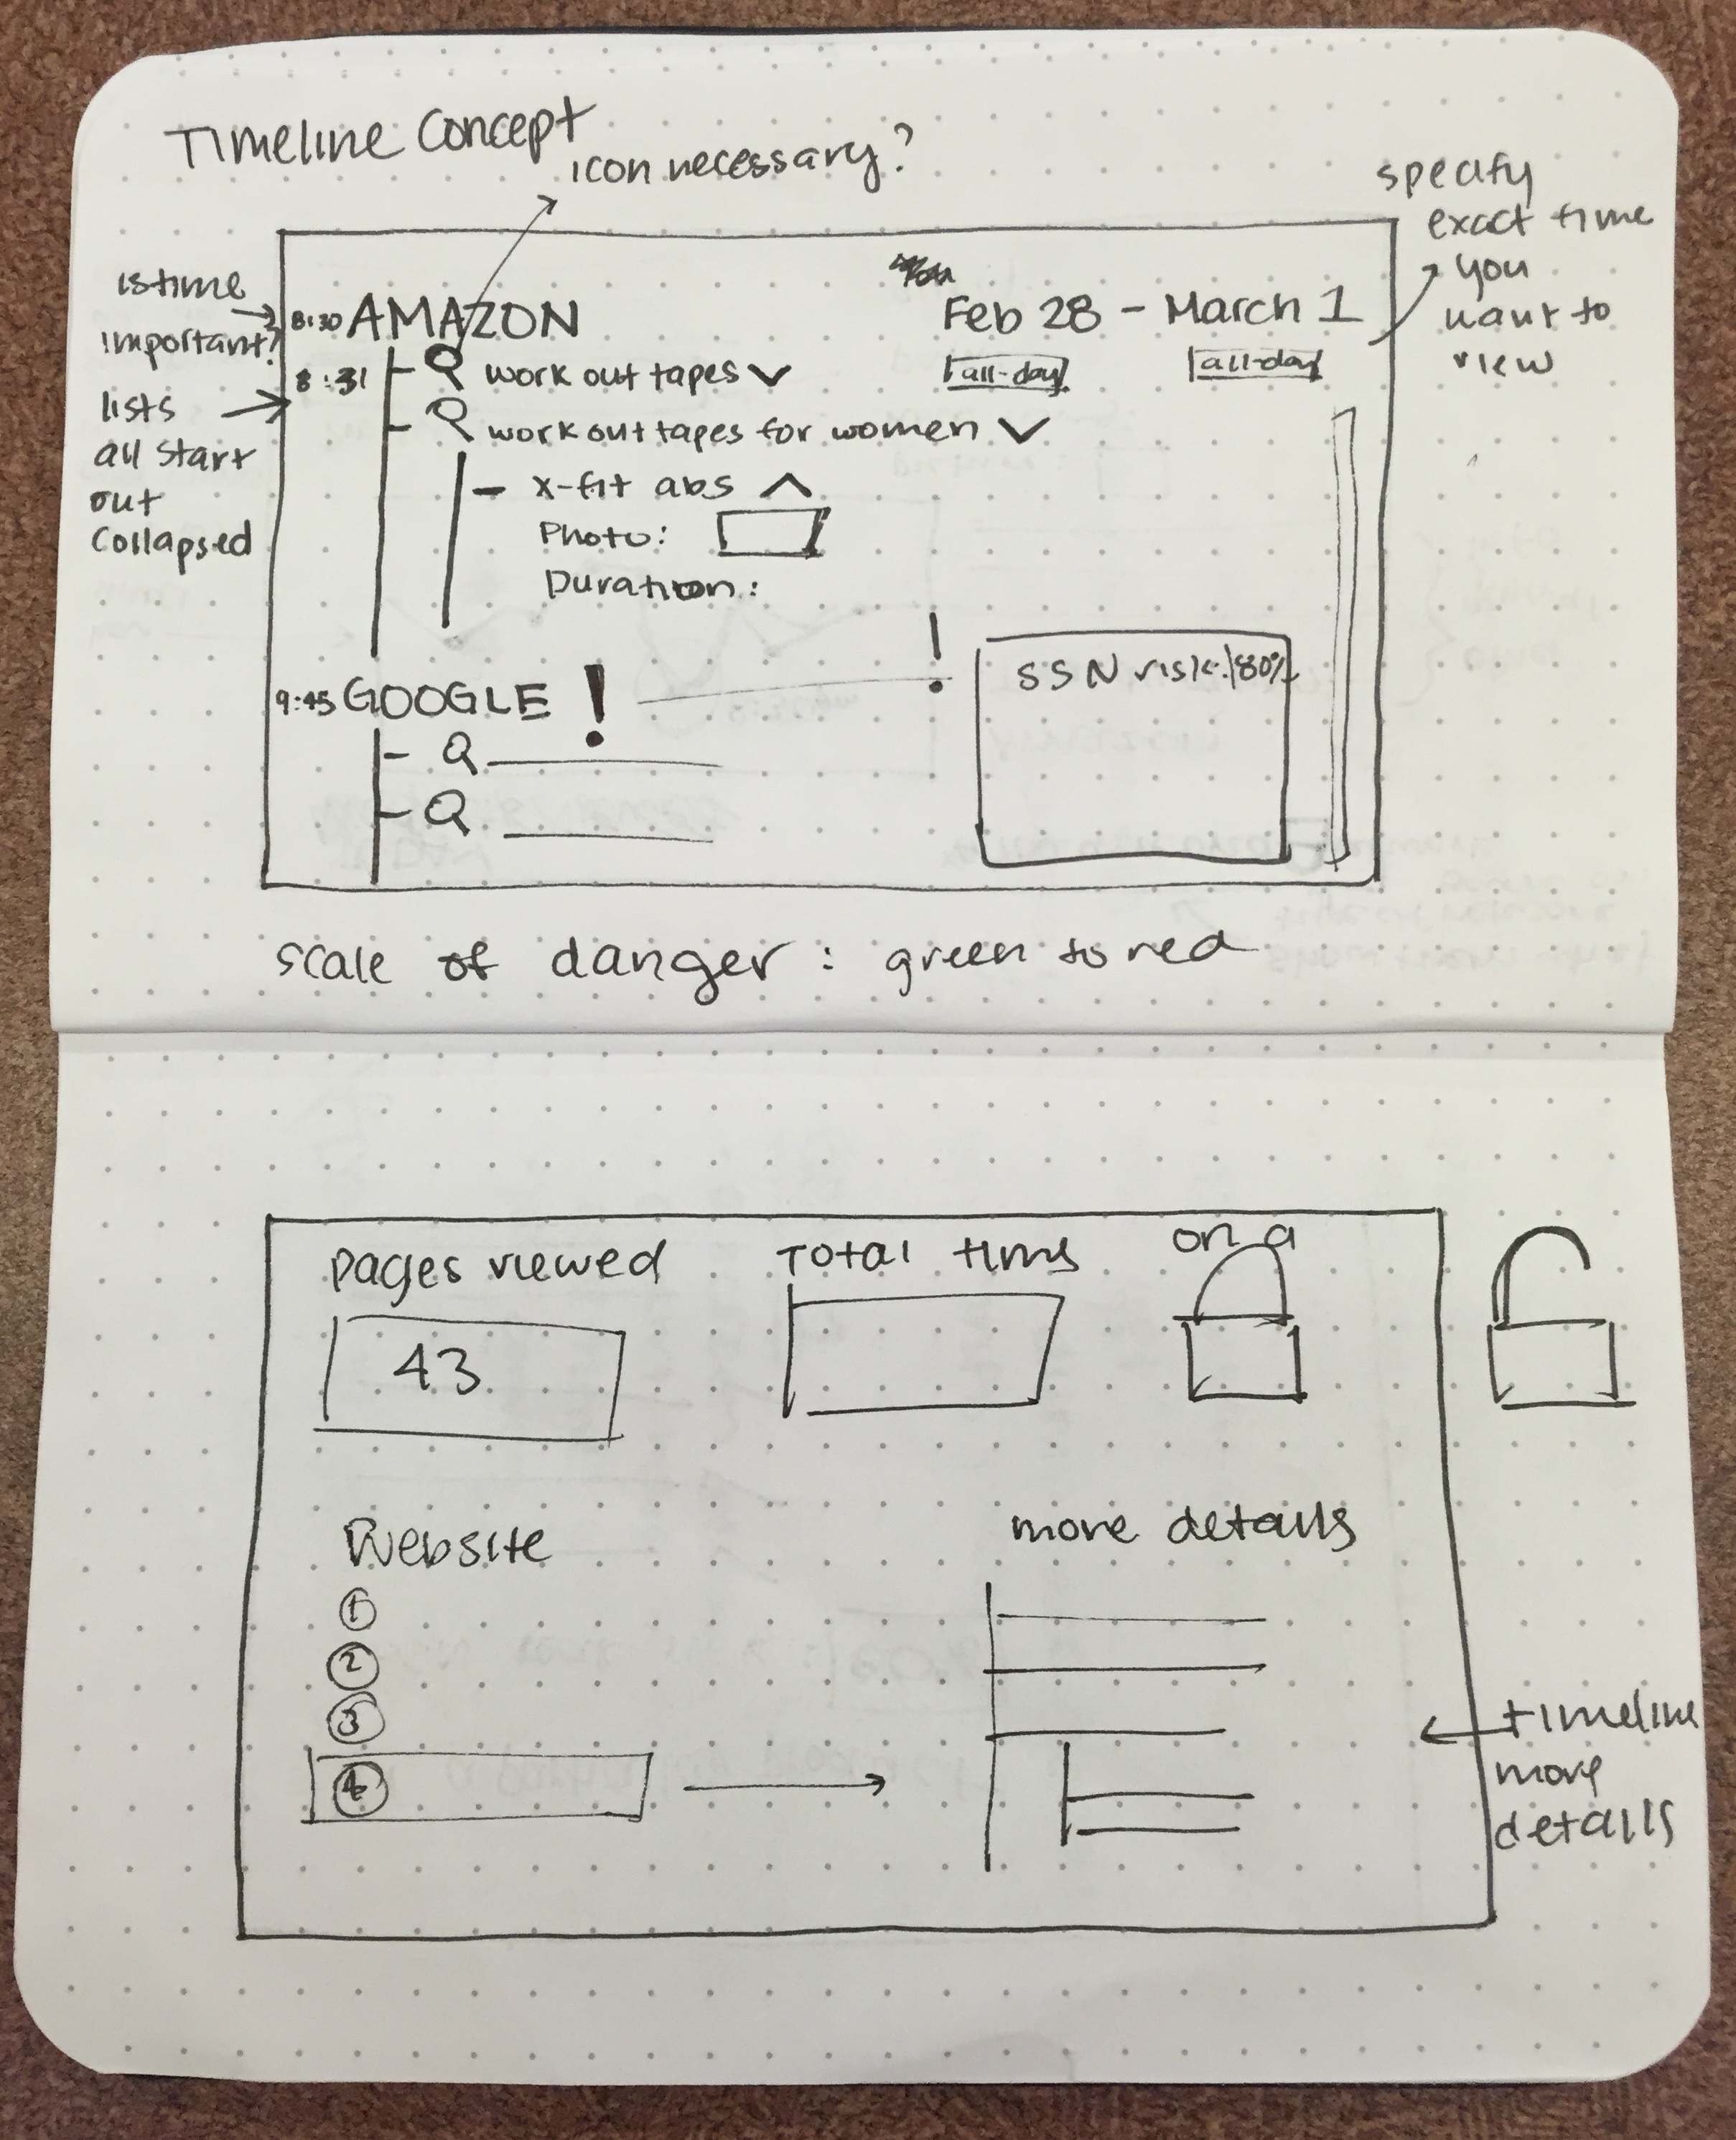 Timeline Concept
icon necessary?
specify
exact time
you
want to
view
is time
important?
lists
all start
out
collapsed
8:30 AMAZON
Feb 28 - March 1
8:31 work out tapes
all-day all-day
work out tapes for women
- x-fit abs
Photo:
Duration:
9:45 GOOGLE !
!
SSN risk: 80%
scale of danger: green to red
pages viewed
Total time
on a
43
Website
more details
1
2
3
4
timeline
more
details